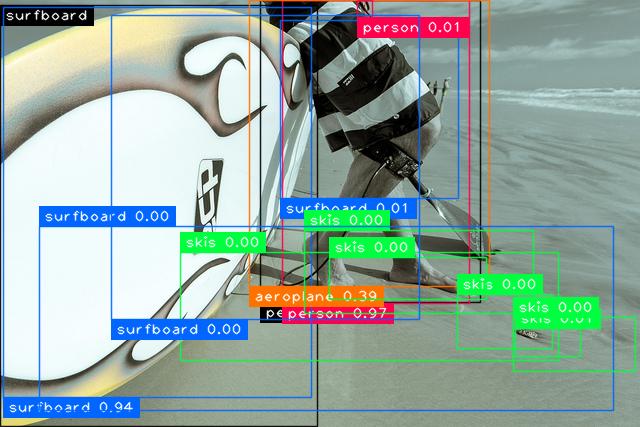 surfboard
person 0.01
surfboard 0.00
surfboard 0.01
skis 0.00
skis 0.00
skis 0.00
skis 0.00
aeroplane 0.39
skis 0.00
skis 0.01
pe
person 0.97
surfboard 0.00
surfboard 0.94